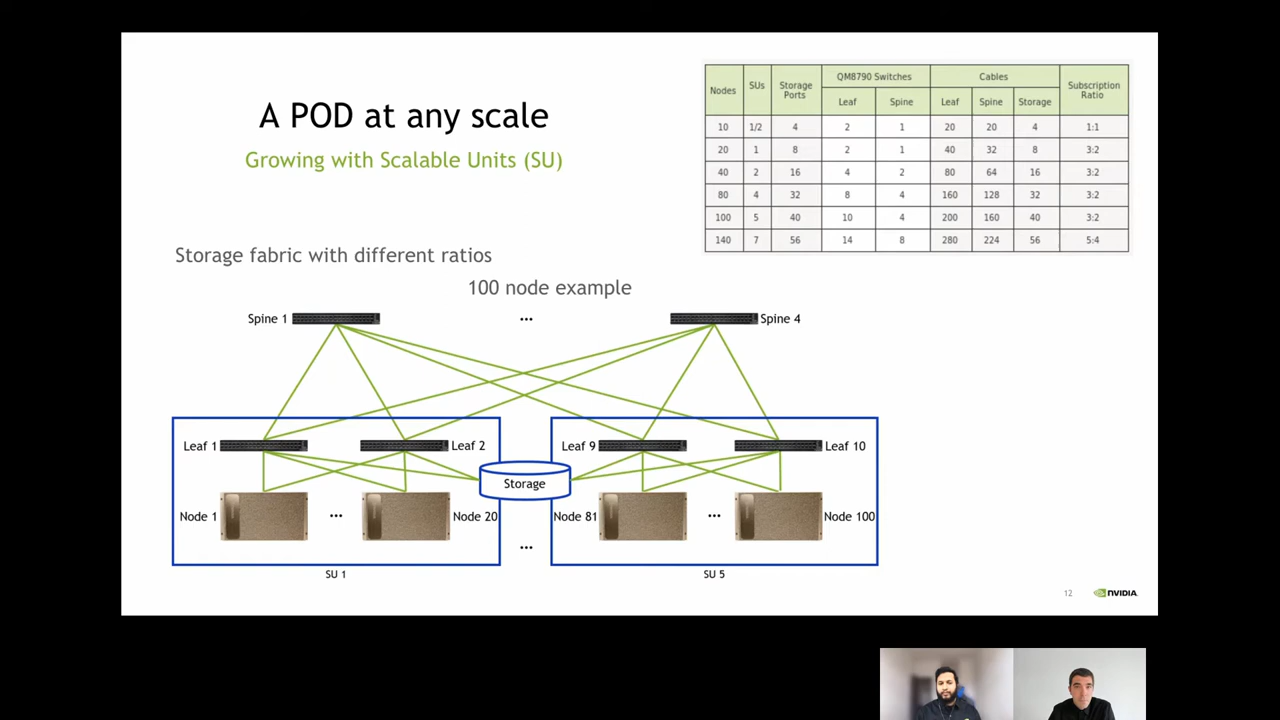 A POD at any scale
Growing with Scalable Units (SU)
Nodes SUs Storage Ports QM8790 Switches Cables Subscription Ratio
Leaf Spine Leaf Spine Storage
10 1/2 4 2 1 20 20 4 1:1
20 1 8 2 1 40 32 8 3:2
40 2 16 4 2 80 64 16 3:2
80 4 32 8 4 160 128 32 3:2
100 5 40 10 4 200 160 40 3:2
140 7 56 14 8 280 224 56 5:4
Storage fabric with different ratios
100 node example
Spine 1 ... Spine 4
Leaf 1 Leaf 2 Leaf 9 Leaf 10
Storage
Node 1 ... Node 20 Node 81 ... Node 100
...
SU 1 SU 5
12 NVIDIA